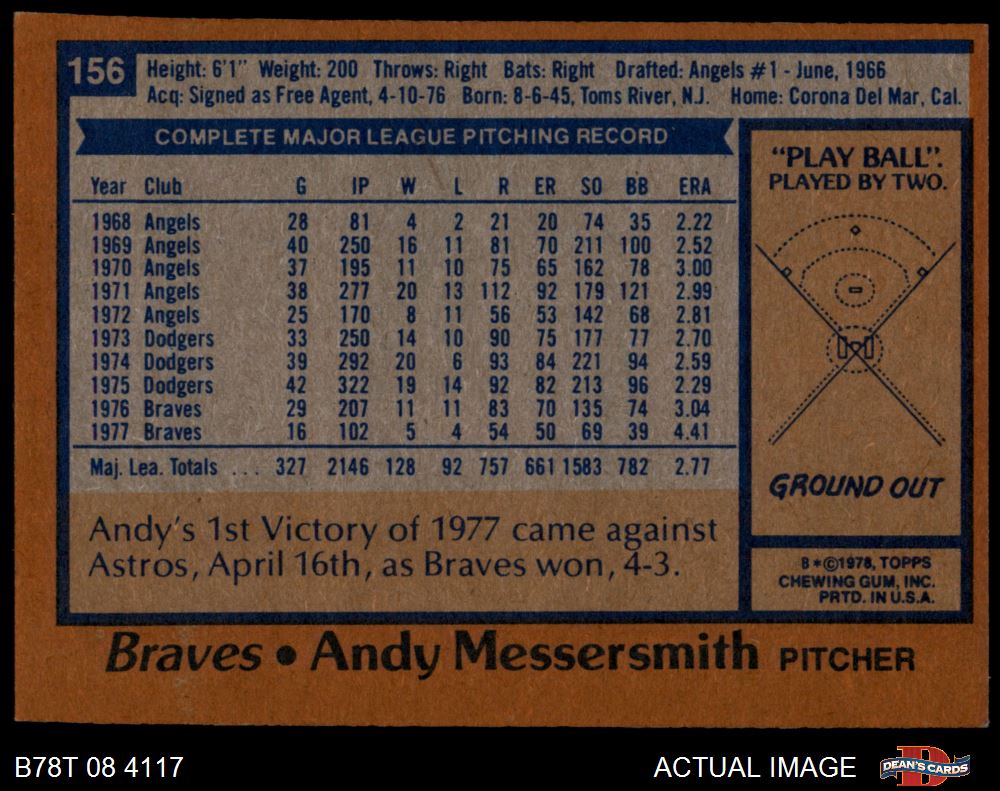 156
Height: 6'1" Weight: 200 Throws: Right Bats: Right Drafted: Angels #1 - June, 1966
Acq: Signed as Free Agent, 4-10-76 Born: 8-6-45, Toms River, N.J. Home: Corona Del Mar, Cal.
COMPLETE MAJOR LEAGUE PITCHING RECORD
Year Club G IP W L R ER SO BB ERA
1968 Angels 28 81 4 2 21 20 74 35 2.22
1969 Angels 40 250 16 11 81 70 211 100 2.52
1970 Angels 37 195 11 10 75 65 162 78 3.00
1971 Angels 38 277 20 13 112 92 179 121 2.99
1972 Angels 25 170 8 11 56 53 142 68 2.81
1973 Dodgers 33 250 14 10 90 75 177 77 2.70
1974 Dodgers 39 292 20 6 93 84 221 94 2.59
1975 Dodgers 42 322 19 14 92 82 213 96 2.29
1976 Braves 29 207 11 11 83 70 135 74 3.04
1977 Braves 16 102 5 4 54 50 69 39 4.41
Maj. Lea. Totals ... 327 2146 128 92 757 661 1583 782 2.77
Andy's 1st Victory of 1977 came against
Astros, April 16th, as Braves won, 4-3.
"PLAY BALL".
PLAYED BY TWO.
GROUND OUT
B*©1978, TOPPS
CHEWING GUM, INC.
PRTD. IN U.S.A.
Braves • Andy Messersmith PITCHER
B78T 08 4117
ACTUAL IMAGE
D
DEAN'S CARDS